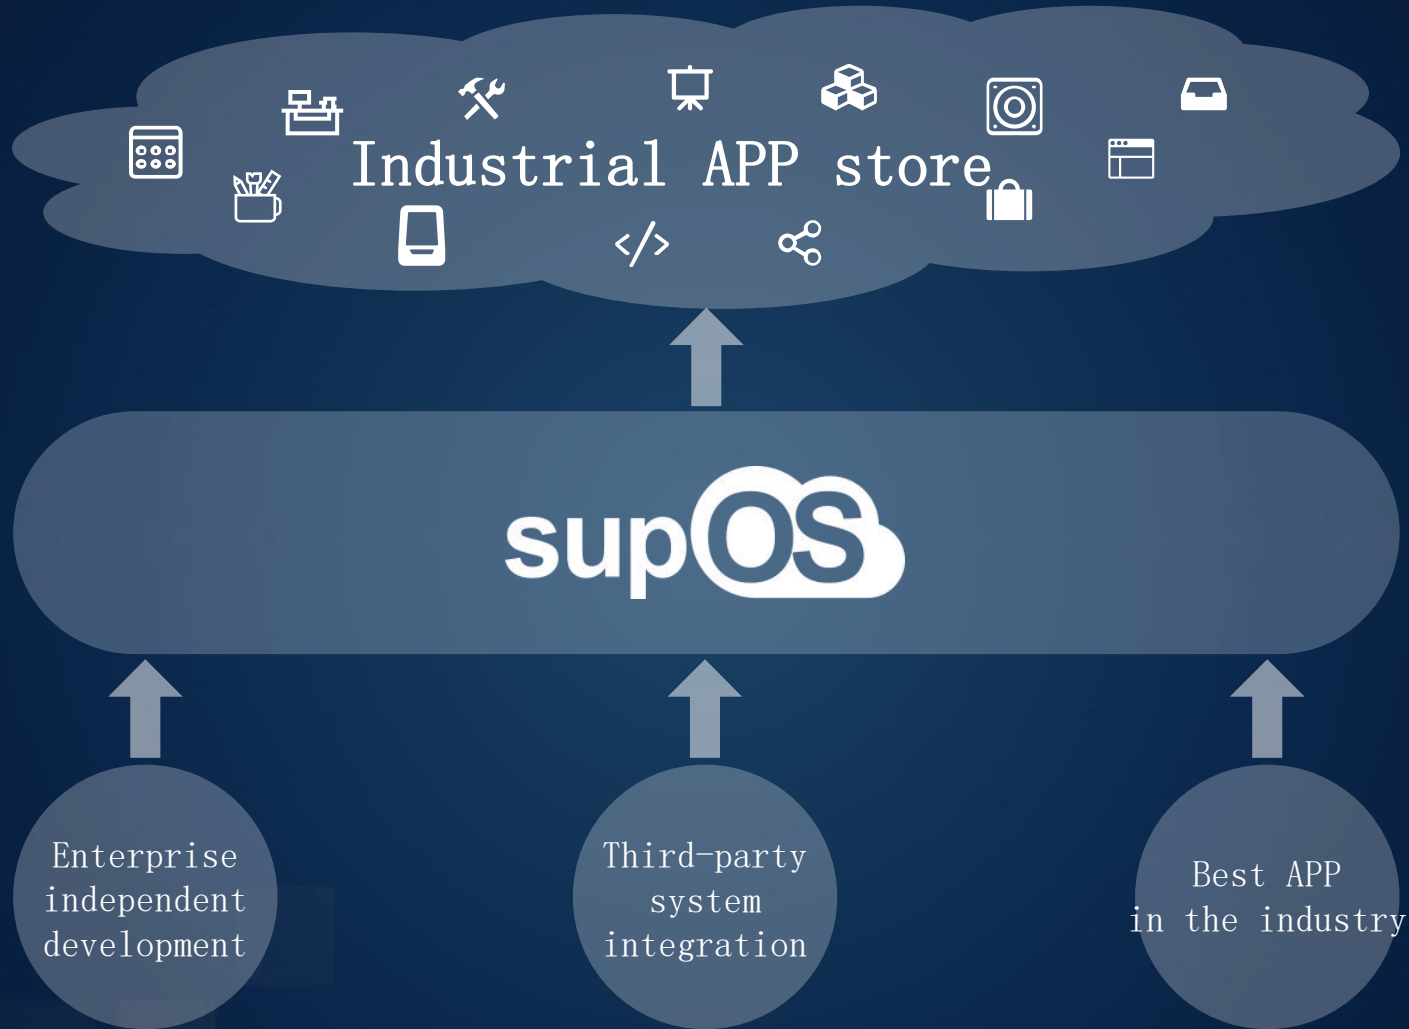 Industrial APP store
</>
supOS
Enterprise
independent
development
Third-party
system
integration
Best APP
in the industry